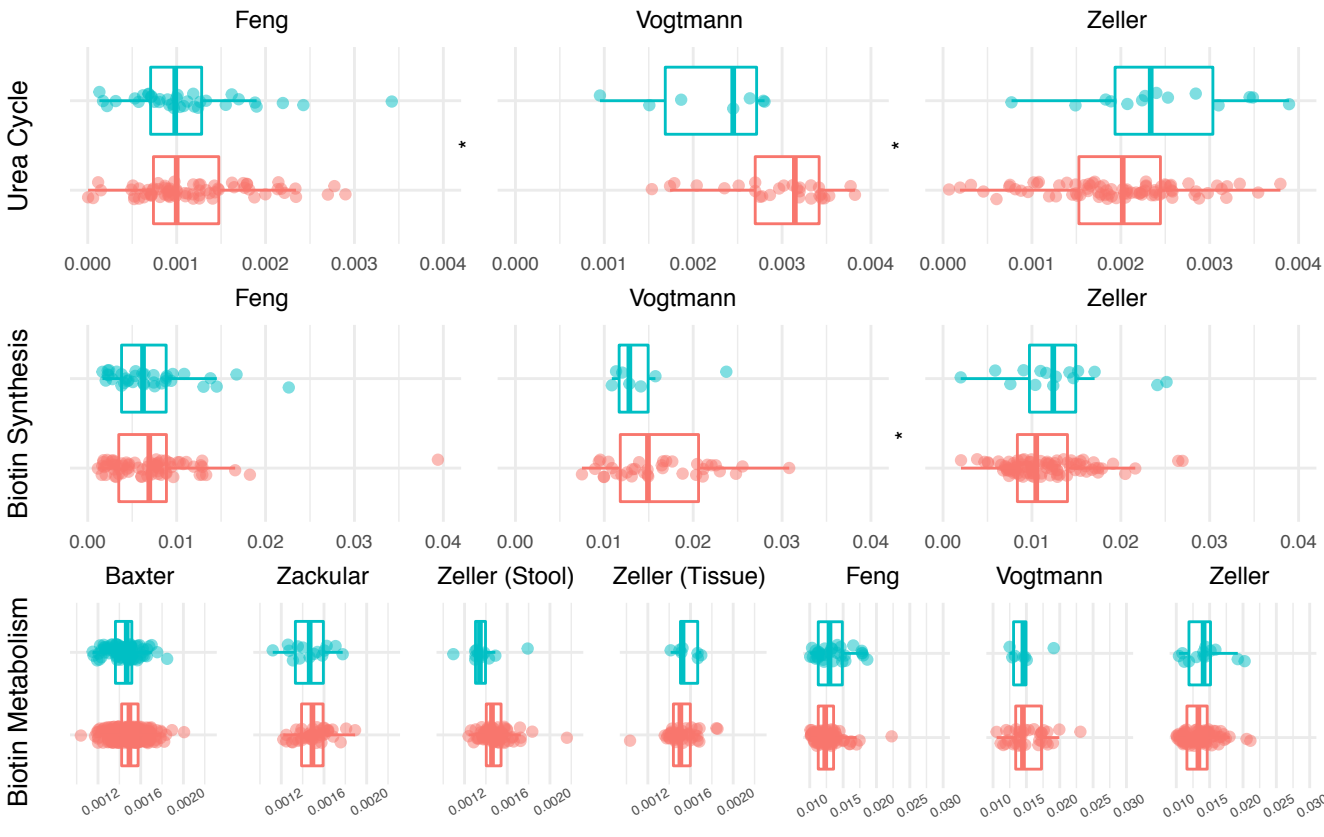 Feng Vogtmann Zeller
Urea Cycle
* *
0.000 0.001 0.002 0.003 0.004 0.000 0.001 0.002 0.003 0.004 0.000 0.001 0.002 0.003 0.004
Feng Vogtmann Zeller
Biotin Synthesis
*
0.00 0.01 0.02 0.03 0.04 0.00 0.01 0.02 0.03 0.04 0.00 0.01 0.02 0.03 0.04
Baxter Zackular Zeller (Stool) Zeller (Tissue) Feng Vogtmann Zeller
Biotin Metabolism
0.0012 0.0016 0.0020 0.0012 0.0016 0.0020 0.0012 0.0016 0.0020 0.0012 0.0016 0.0020 0.010 0.015 0.020 0.025 0.030 0.010 0.015 0.020 0.025 0.030 0.010 0.015 0.020 0.025 0.030